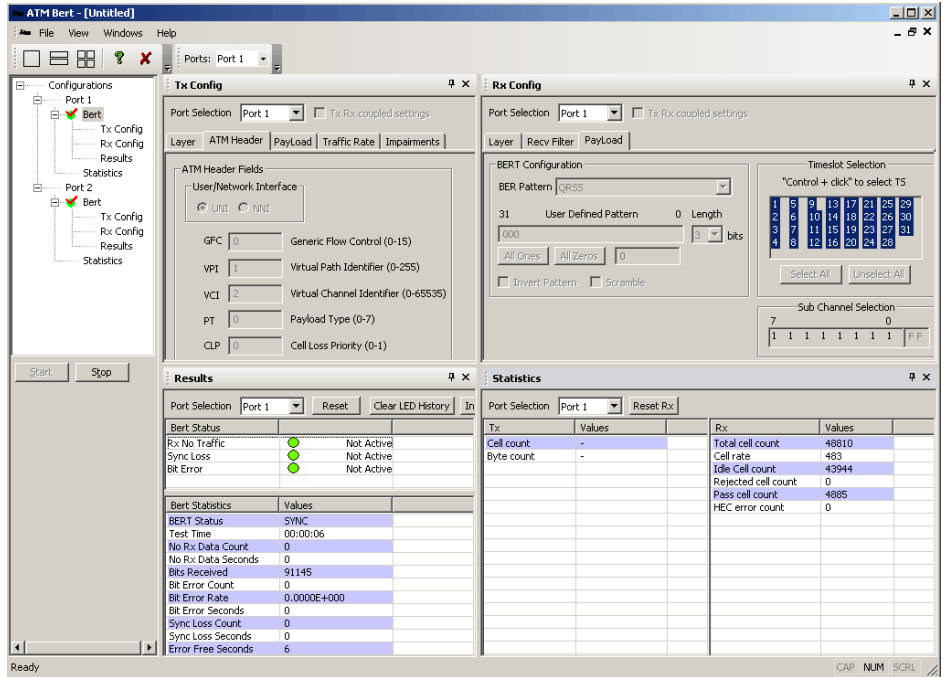 ATM Bert - [Untitled]
File View Windows Help
Ports: Port 1
Configurations
Port 1
Bert
Tx Config
Rx Config
Results
Statistics
Port 2
Bert
Tx Config
Rx Config
Results
Statistics
Start Stop
Tx Config
Port Selection Port 1 Tx Rx coupled settings
Layer ATM Header PayLoad Traffic Rate Impairments
ATM Header Fields
User/Network Interface
UNI NNI
GFC 0 Generic Flow Control (0-15)
VPI 1 Virtual Path Identifier (0-255)
VCI 2 Virtual Channel Identifier (0-65535)
PT 0 Payload Type (0-7)
CLP 0 Cell Loss Priority (0-1)
Rx Config
Port Selection Port 1 Tx Rx coupled settings
Layer Recv Filter PayLoad
BERT Configuration
BER Pattern QRSS
31 User Defined Pattern 0 Length
000 3 bits
All Ones All Zeros 0
Invert Pattern Scramble
Timeslot Selection
"Control + click" to select TS
1 5 9 13 17 21 25 29
2 6 10 14 18 22 26 30
3 7 11 15 19 23 27 31
4 8 12 16 20 24 28
Select All Unselect All
Sub Channel Selection
7 0
1 1 1 1 1 1 1 1 FF
Results
Port Selection Port 1 Reset Clear LED History In
Bert Status
Rx No Traffic Not Active
Sync Loss Not Active
Bit Error Not Active
Bert Statistics Values
BERT Status SYNC
Test Time 00:00:06
No Rx Data Count 0
No Rx Data Seconds 0
Bits Received 91145
Bit Error Count 0
Bit Error Rate 0.0000E+000
Bit Error Seconds 0
Sync Loss Count 0
Sync Loss Seconds 0
Error Free Seconds 6
Statistics
Port Selection Port 1 Reset Rx
Tx Values
Cell count -
Byte count -
Rx Values
Total cell count 48810
Cell rate 483
Idle Cell count 43944
Rejected cell count 0
Pass cell count 4885
HEC error count 0
Ready
CAP NUM SCRL